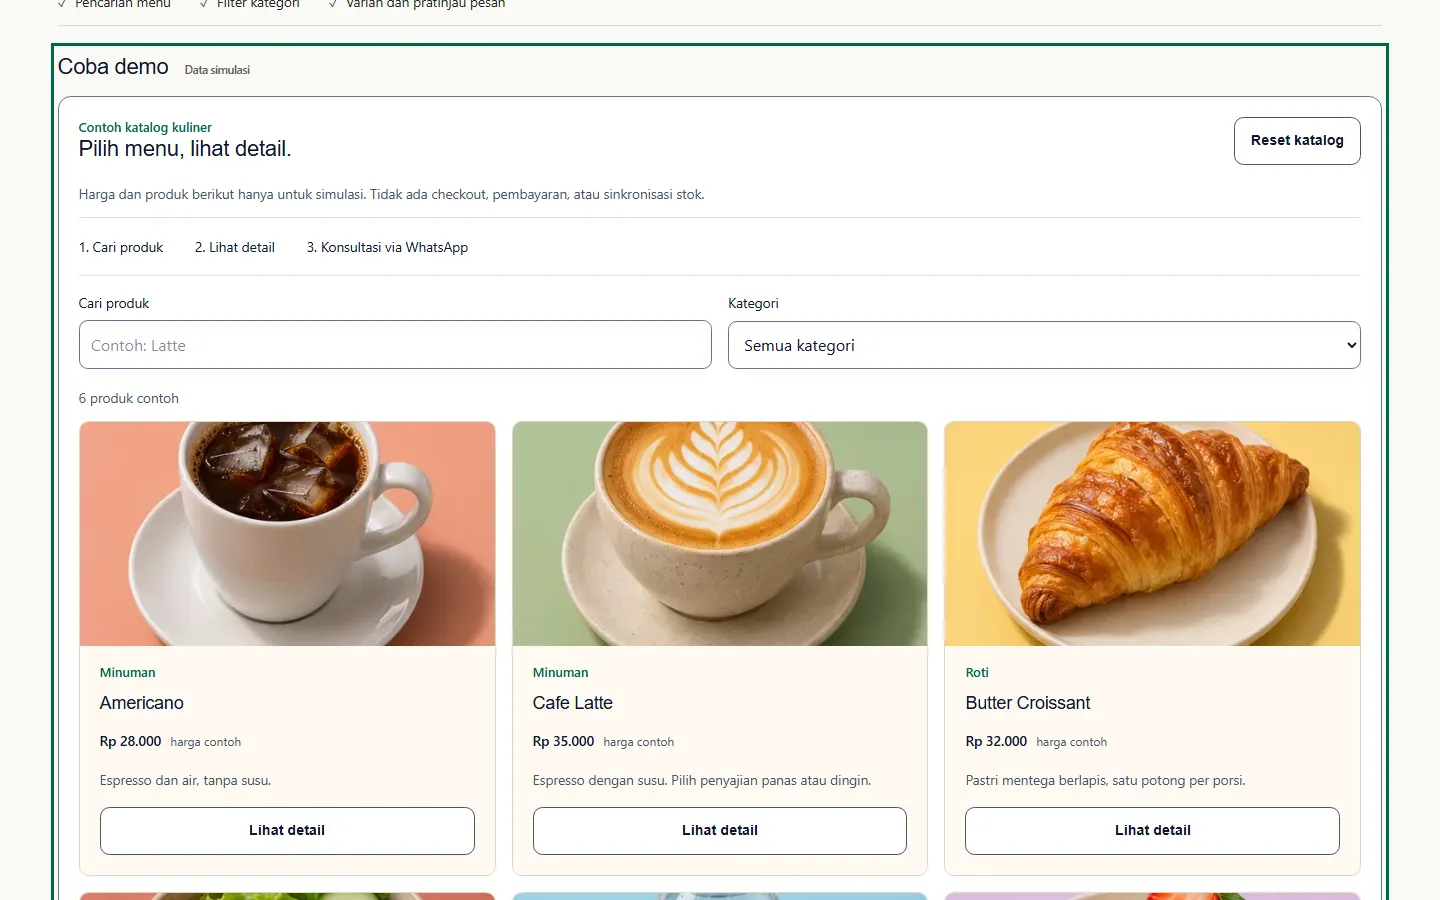 ✓ Pencarian menu ✓ Filter kategori ✓ Varian dan pratinjau pesan
Coba demo Data simulasi
Contoh katalog kuliner
Pilih menu, lihat detail.
Reset katalog
Harga dan produk berikut hanya untuk simulasi. Tidak ada checkout, pembayaran, atau sinkronisasi stok.
1. Cari produk 2. Lihat detail 3. Konsultasi via WhatsApp
Cari produk
Contoh: Latte
Kategori
Semua kategori
6 produk contoh
Minuman
Americano
Rp 28.000 harga contoh
Espresso dan air, tanpa susu.
Lihat detail
Minuman
Cafe Latte
Rp 35.000 harga contoh
Espresso dengan susu. Pilih penyajian panas atau dingin.
Lihat detail
Roti
Butter Croissant
Rp 32.000 harga contoh
Pastri mentega berlapis, satu potong per porsi.
Lihat detail